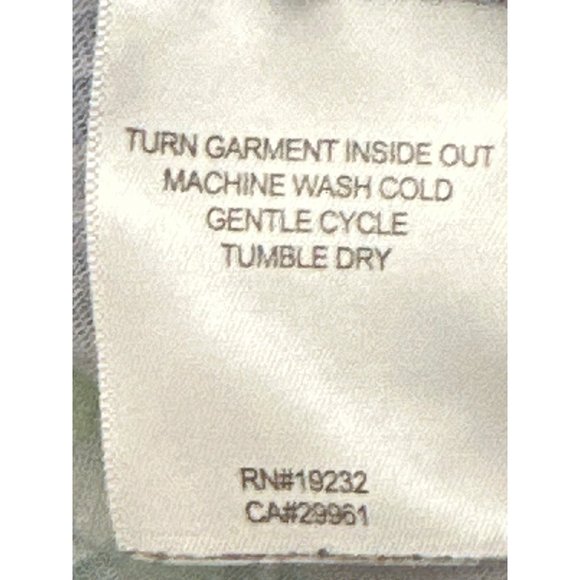 TURN GARMENT INSIDE OUT
MACHINE WASH COLD
GENTLE CYCLE
TUMBLE DRY
RN#19232
CA#29961